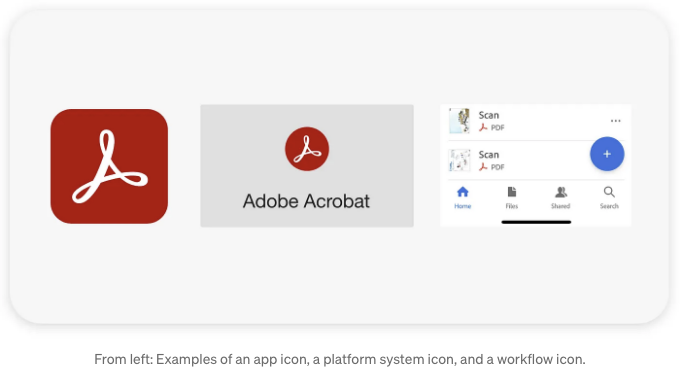 Adobe Acrobat
Scan
PDF
Scan
PDF
Home Files Shared Search
From left: Examples of an app icon, a platform system icon, and a workflow icon.